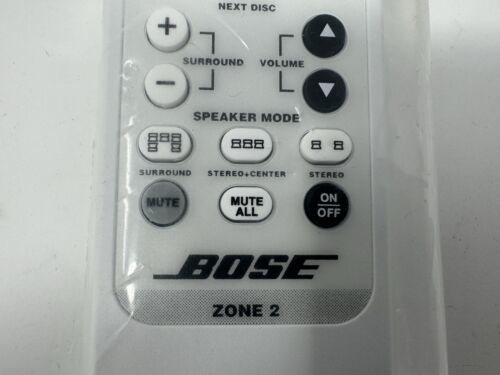 NEXT DISC
+
SURROUND VOLUME
−
SPEAKER MODE
SURROUND STEREO+CENTER STEREO
MUTE MUTE ALL ON/OFF
BOSE
ZONE 2